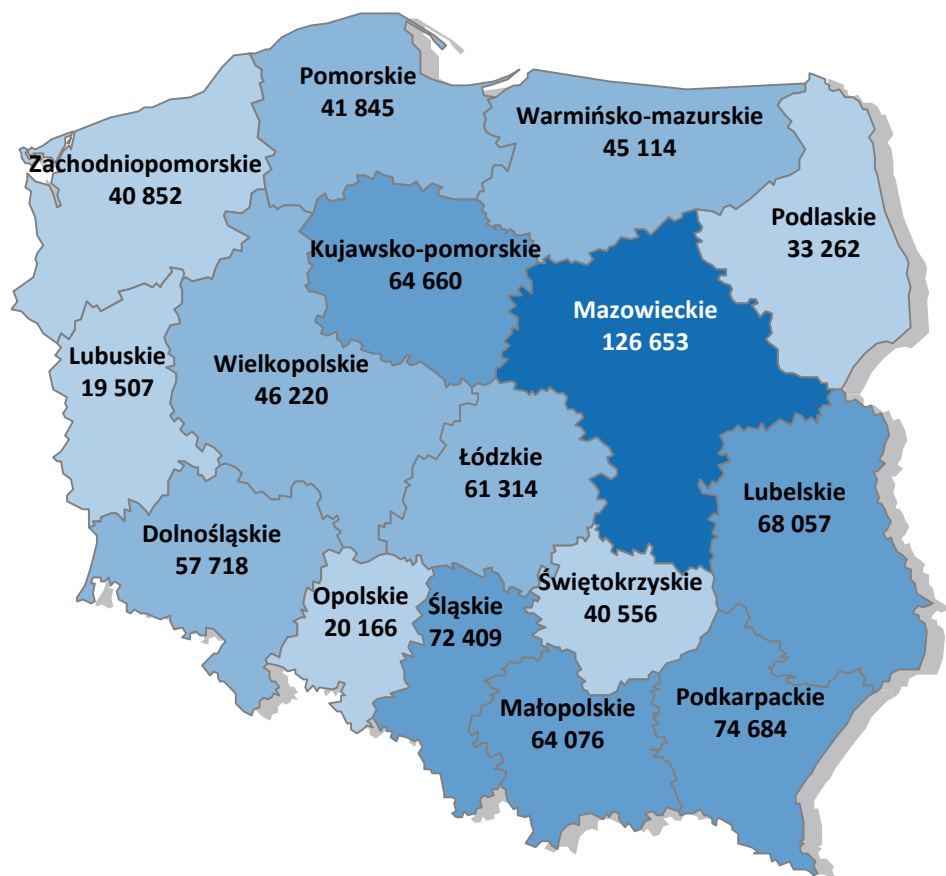 Pomorskie
41 845
Warmińsko-mazurskie
45 114
Zachodniopomorskie
40 852
Podlaskie
33 262
Kujawsko-pomorskie
64 660
Mazowieckie
126 653
Lubuskie
19 507
Wielkopolskie
46 220
Łódzkie
61 314
Lubelskie
68 057
Dolnośląskie
57 718
Opolskie
20 166
Śląskie
72 409
Świętokrzyskie
40 556
Małopolskie
64 076
Podkarpackie
74 684